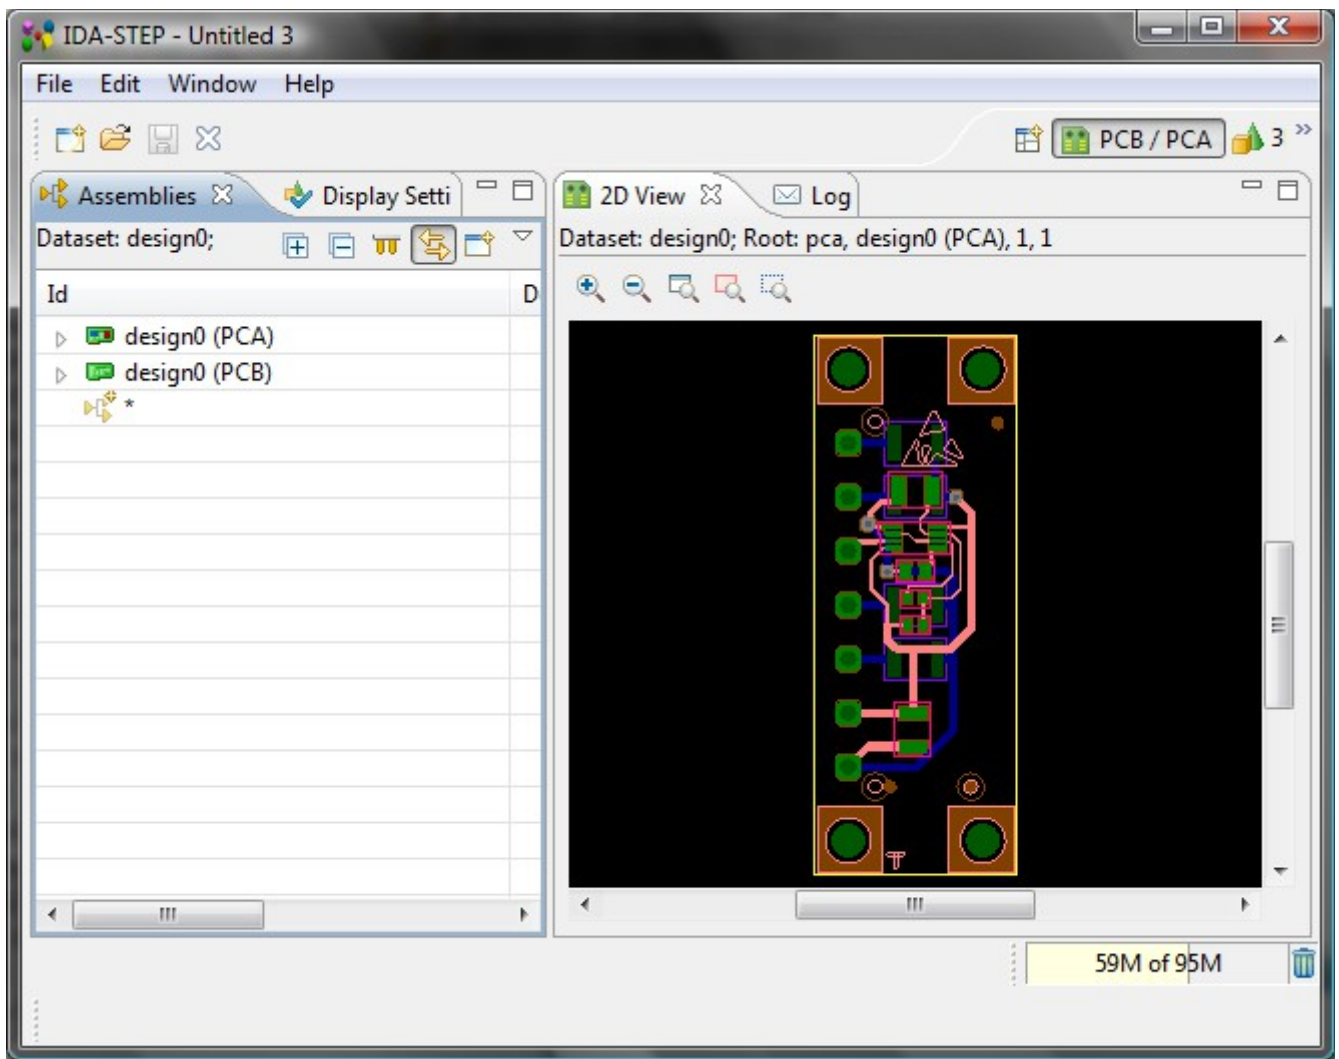 IDA-STEP - Untitled 3
File Edit Window Help
PCB / PCA 3 »
Assemblies Display Setti
2D View Log
Dataset: design0;
Dataset: design0; Root: pca, design0 (PCA), 1, 1
Id D
design0 (PCA)
design0 (PCB)
*
59M of 95M